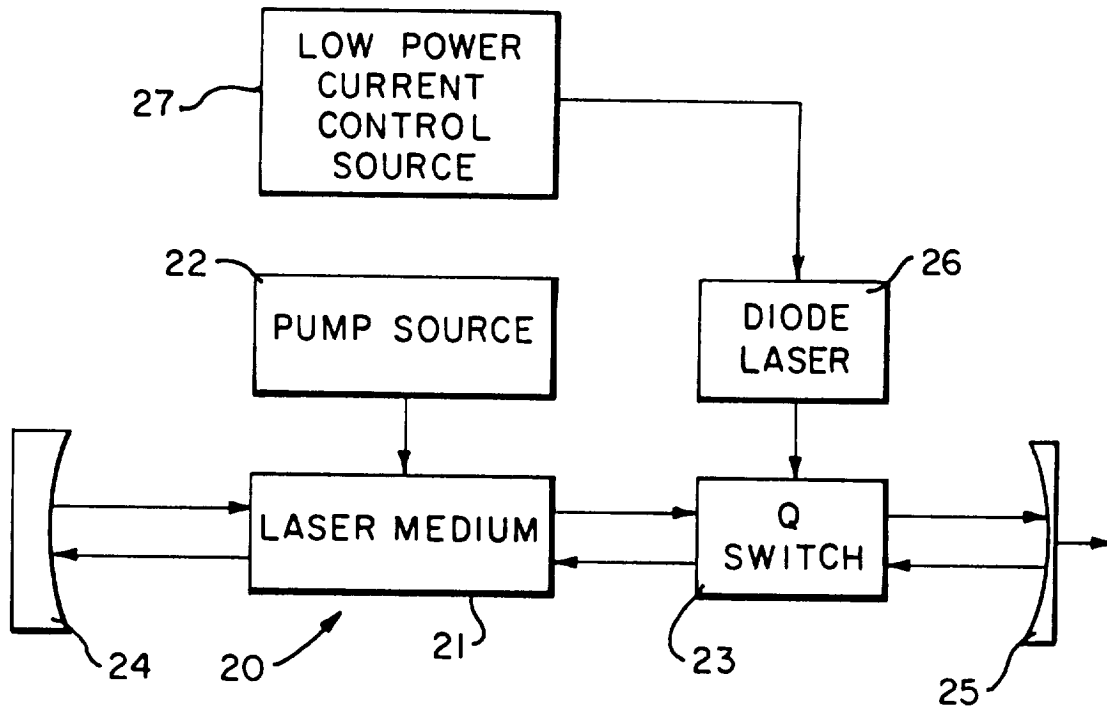 LOW POWER
CURRENT
CONTROL
SOURCE
27
22
PUMP SOURCE
26
DIODE
LASER
LASER MEDIUM
Q
SWITCH
24
20
21
23
25